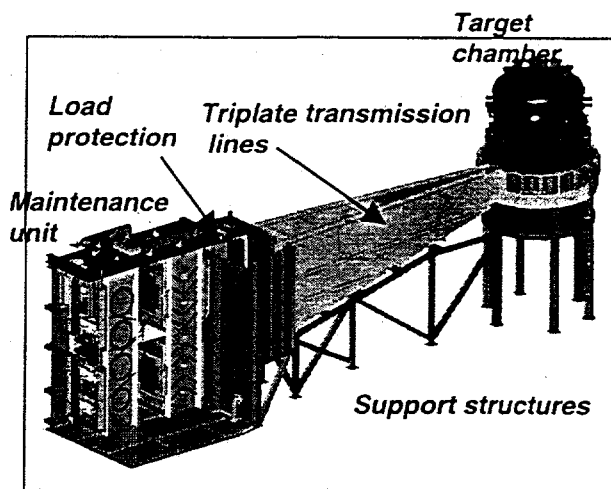 Target
chamber
Load
protection
Triplate transmission
lines
Maintenance
unit
Support structures